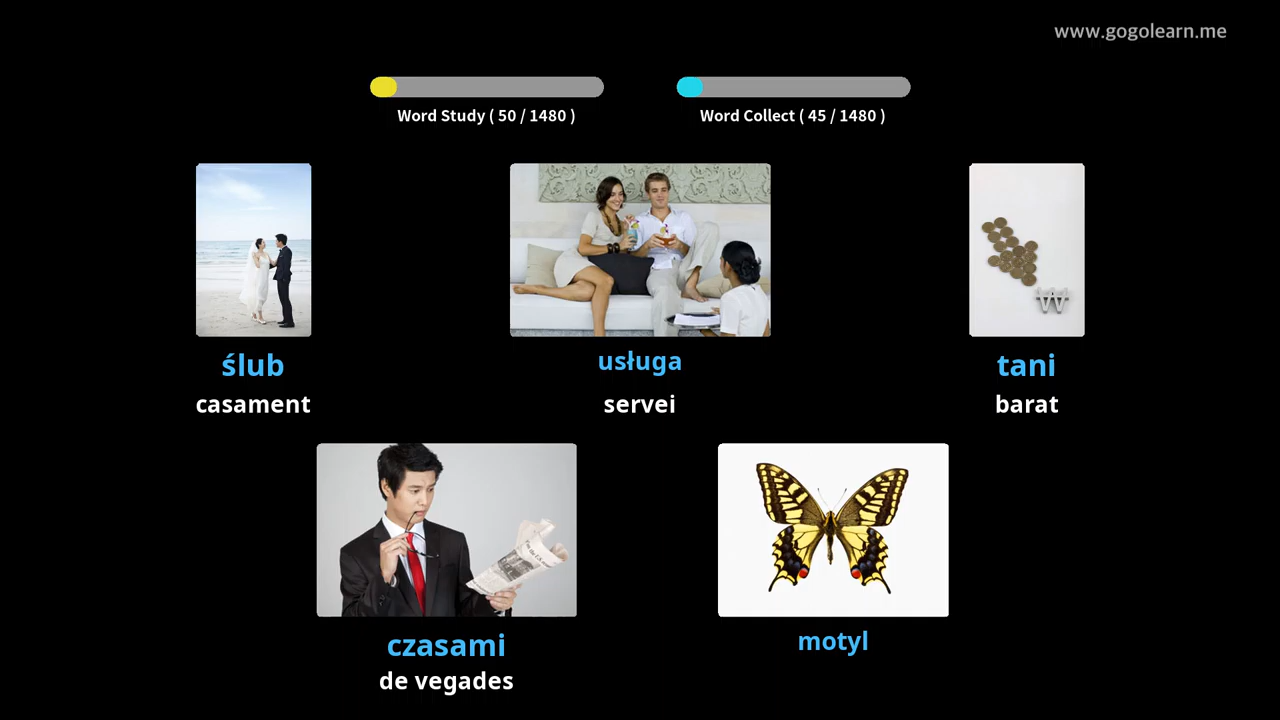 www.gogolearn.me
Word Study ( 50 / 1480 )
Word Collect ( 45 / 1480 )
ślub
casament
usługa
servei
tani
barat
czasami
de vegades
motyl